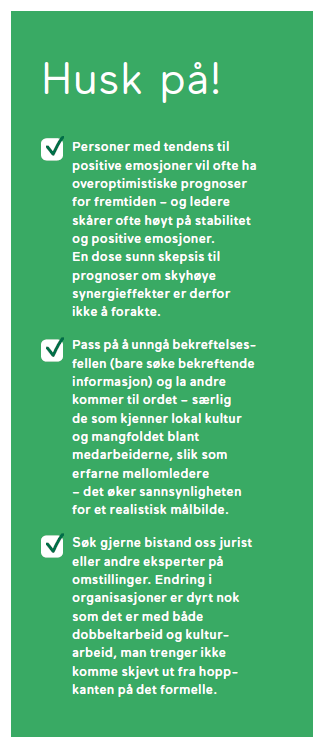 Husk på!
Personer med tendens til
positive emosjoner vil ofte ha
overoptimistiske prognoser
for fremtiden – og ledere
skårer ofte høyt på stabilitet
og positive emosjoner.
En dose sunn skepsis til
prognoser om skyhøye
synergieffekter er derfor
ikke å forakte.
Pass på å unngå bekreftelses-
fellen (bare søke bekreftende
informasjon) og la andre
kommer til ordet – særlig
de som kjenner lokal kultur
og mangfoldet blant
medarbeiderne, slik som
erfarne mellomledere
– det øker sannsynligheten
for et realistisk målbilde.
Søk gjerne bistand oss jurist
eller andre eksperter på
omstillinger. Endring i
organisasjoner er dyrt nok
som det er med både
dobbeltarbeid og kultur-
arbeid, man trenger ikke
komme skjevt ut fra hopp-
kanten på det formelle.